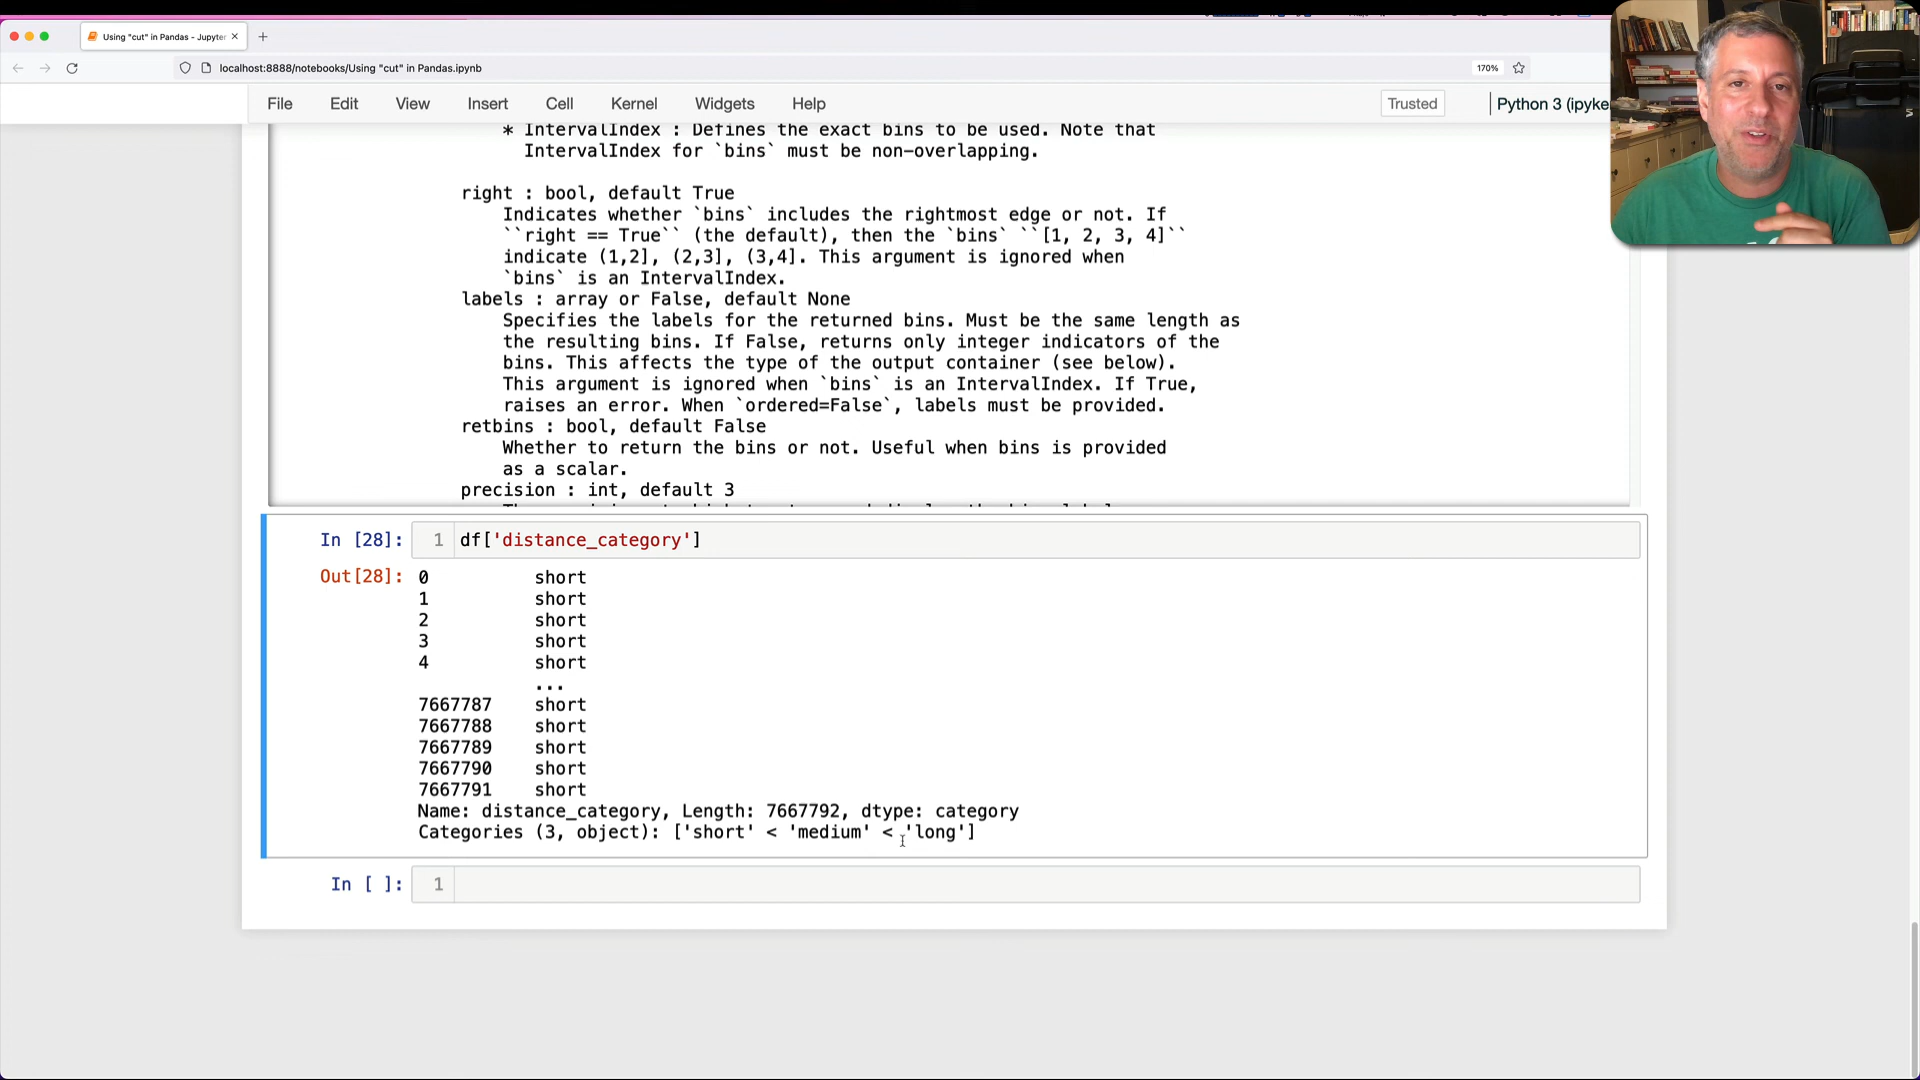 Using "cut" in Pandas - Jupyter
localhost:8888/notebooks/Using "cut" in Pandas.ipynb
170%
File Edit View Insert Cell Kernel Widgets Help
Trusted
Python 3 (ipyke
* IntervalIndex : Defines the exact bins to be used. Note that
IntervalIndex for `bins` must be non-overlapping.
right : bool, default True
Indicates whether `bins` includes the rightmost edge or not. If
``right == True`` (the default), then the `bins` ``[1, 2, 3, 4]``
indicate (1,2], (2,3], (3,4]. This argument is ignored when
`bins` is an IntervalIndex.
labels : array or False, default None
Specifies the labels for the returned bins. Must be the same length as
the resulting bins. If False, returns only integer indicators of the
bins. This affects the type of the output container (see below).
This argument is ignored when `bins` is an IntervalIndex. If True,
raises an error. When `ordered=False`, labels must be provided.
retbins : bool, default False
Whether to return the bins or not. Useful when bins is provided
as a scalar.
precision : int, default 3
In [28]: 1 df['distance_category']
Out[28]: 0 short
1 short
2 short
3 short
4 short
...
7667787 short
7667788 short
7667789 short
7667790 short
7667791 short
Name: distance_category, Length: 7667792, dtype: category
Categories (3, object): ['short' < 'medium' < 'long']
In [ ]: 1